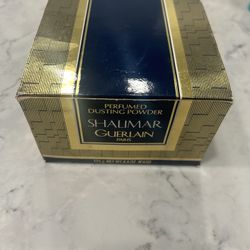 PERFUMED
DUSTING POWDER
SHALIMAR
GUERLAIN
PARIS